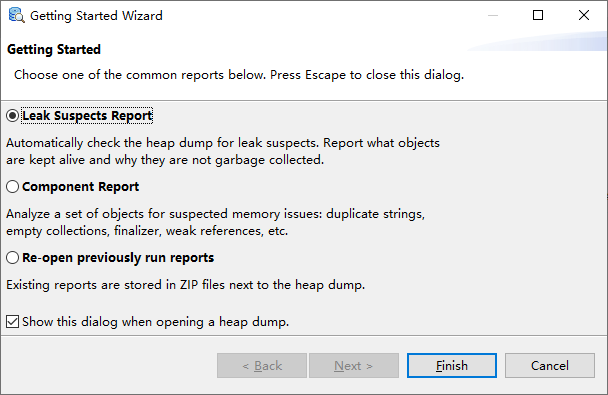 Getting Started Wizard
Getting Started
Choose one of the common reports below. Press Escape to close this dialog.
Leak Suspects Report
Automatically check the heap dump for leak suspects. Report what objects
are kept alive and why they are not garbage collected.
Component Report
Analyze a set of objects for suspected memory issues: duplicate strings,
empty collections, finalizer, weak references, etc.
Re-open previously run reports
Existing reports are stored in ZIP files next to the heap dump.
Show this dialog when opening a heap dump.
< Back Next > Finish Cancel